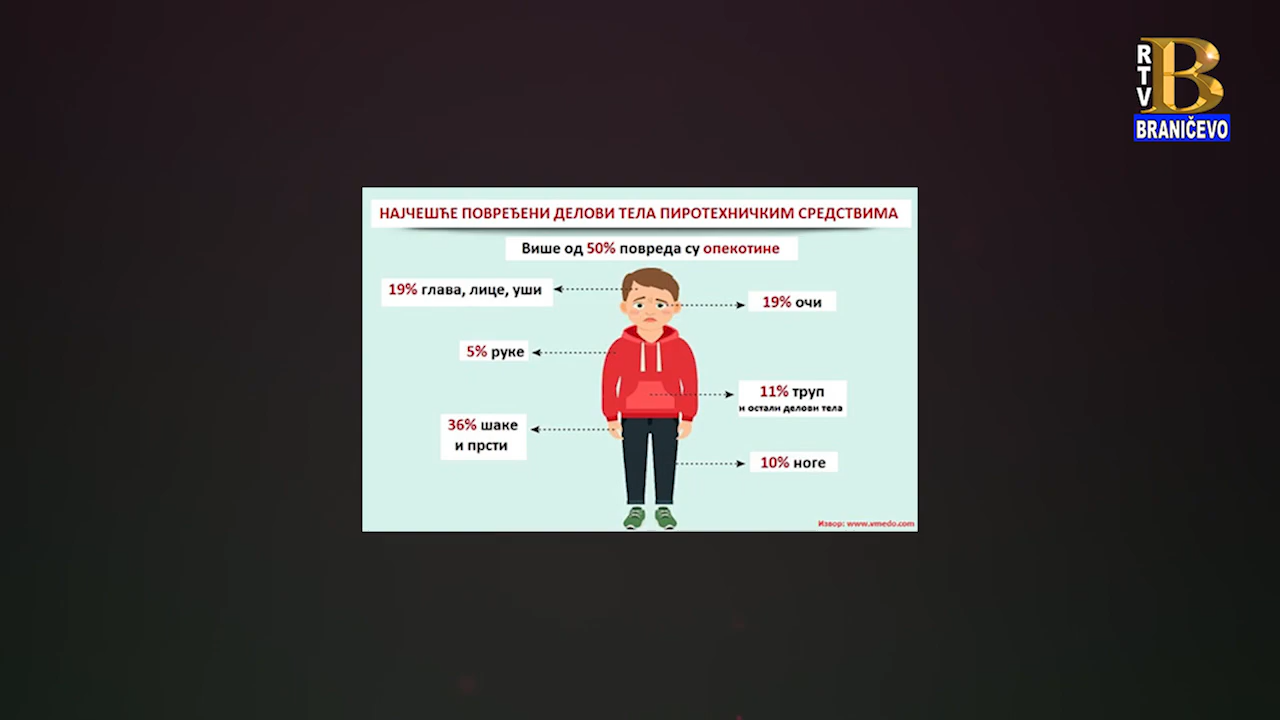 RTV
B
BRANIČEVO
НАЈЧЕШЋЕ ПОВРЕЂЕНИ ДЕЛОВИ ТЕЛА ПИРОТЕХНИЧКИМ СРЕДСТВИМА
Више од 50% повреда су опекотине
19% глава, лице, уши
19% очи
5% руке
11% труп
и остали делови тела
36% шаке
и прсти
10% ноге
Извор: www.vmedo.com